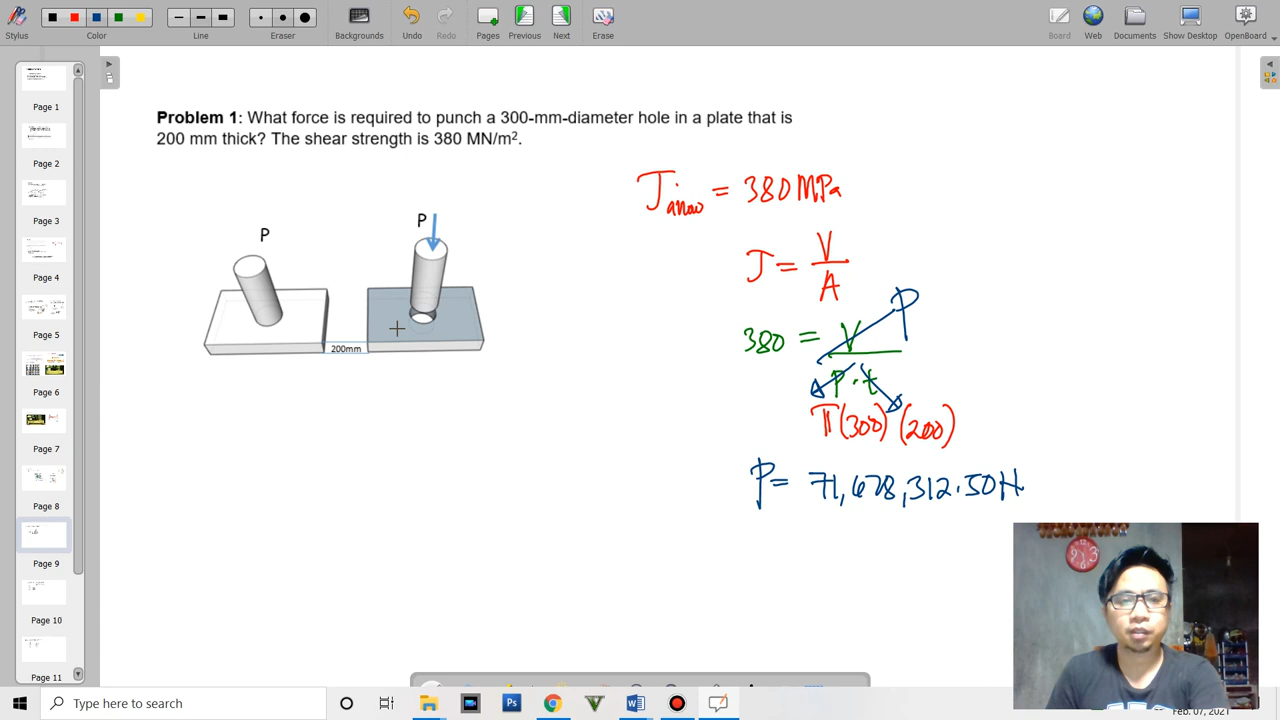 Stylus
Color
Line
Eraser
Backgrounds
Undo
Redo
Pages
Previous
Next
Erase
Board
Web
Documents
Show Desktop
OpenBoard
Page 1
Page 2
Page 3
Page 4
Page 5
Page 6
Page 7
Page 8
Page 9
Page 10
Page 11
Problem 1: What force is required to punch a 300-mm-diameter hole in a plate that is
200 mm thick? The shear strength is 380 MN/m².
P
P
200mm
= 380 MPa
= V
A
380 = V P
P · t
π(300) (200)
P = 71,678,312.50 N
Type here to search
Feb. 07, 2021